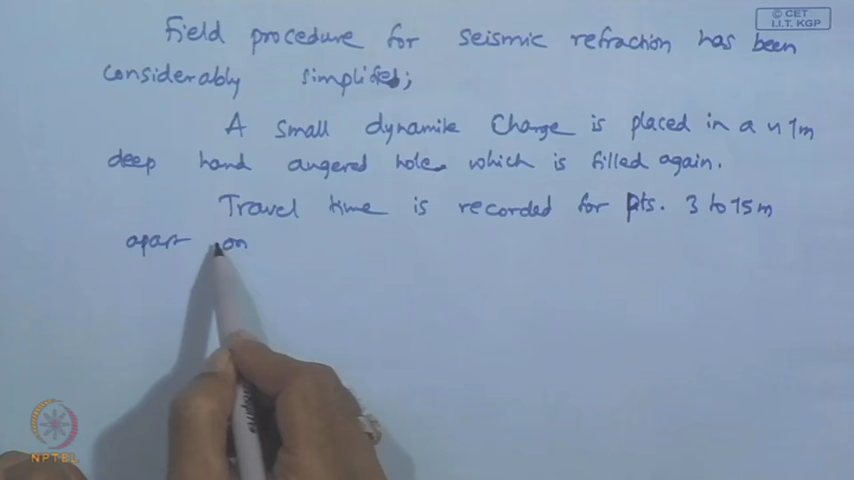 © CET
I.I.T. KGP
Field procedure for seismic refraction has been
considerably simplified;
A small dynamite charge is placed in a ~ 1m
deep hand angered hole which is filled again.
Travel time is recorded for pts. 3 to 15m
apart on
NPTEL